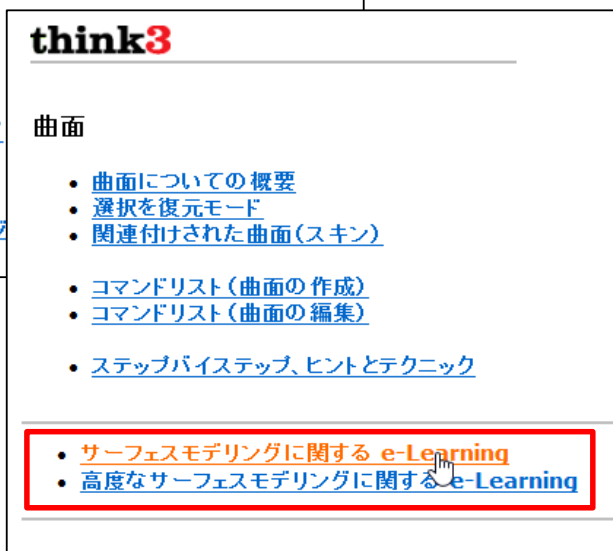 think3
曲面
曲面についての概要
選択を復元モード
関連付けされた曲面(スキン)
コマンドリスト(曲面の作成)
コマンドリスト(曲面の編集)
ステップバイステップ、ヒントとテクニック
サーフェスモデリングに関する e-Learning
高度なサーフェスモデリングに関する e-Learning